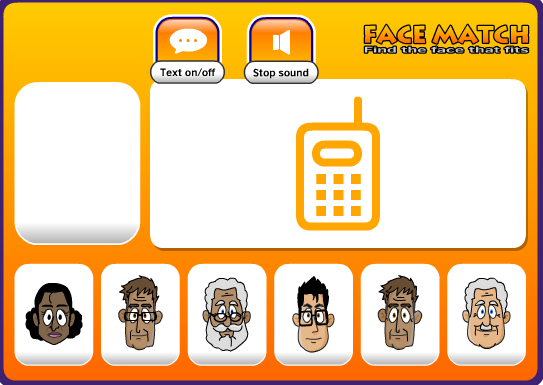 FACE MATCH
Find the face that fits
Text on/off
Stop sound